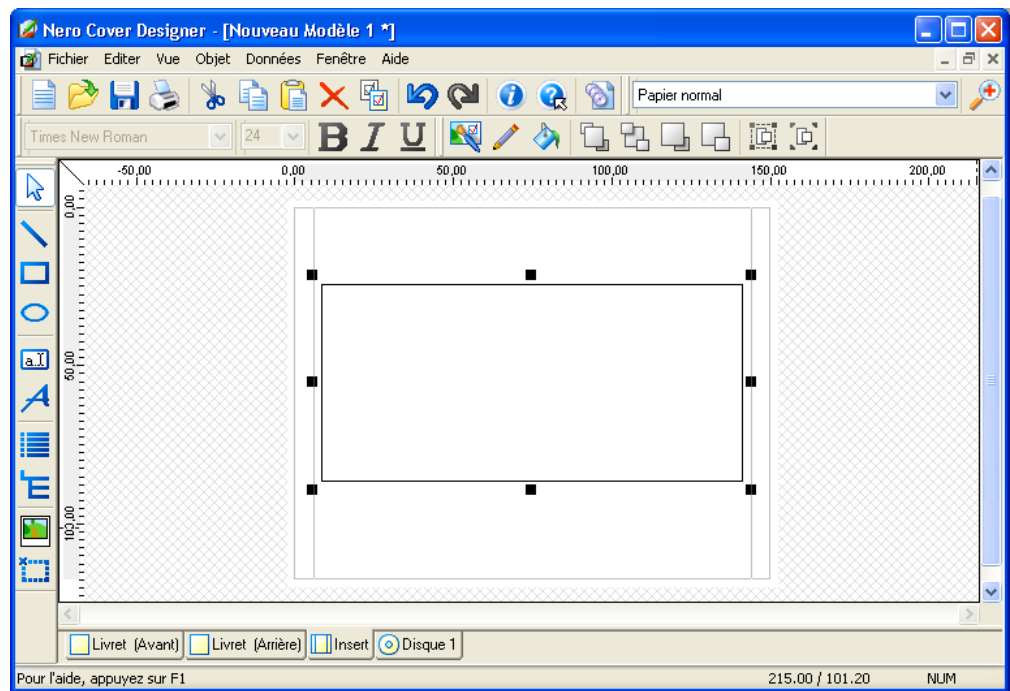 Nero Cover Designer - [Nouveau Modèle 1 *]
Fichier Editer Vue Objet Données Fenêtre Aide
Papier normal
Times New Roman 24 B I U
-50,00 0,00 50,00 100,00 150,00 200,00
0,00
50,00
100,00
a.I
A
Livret (Avant) Livret (Arrière) Insert Disque 1
Pour l'aide, appuyez sur F1 215.00 / 101.20 NUM